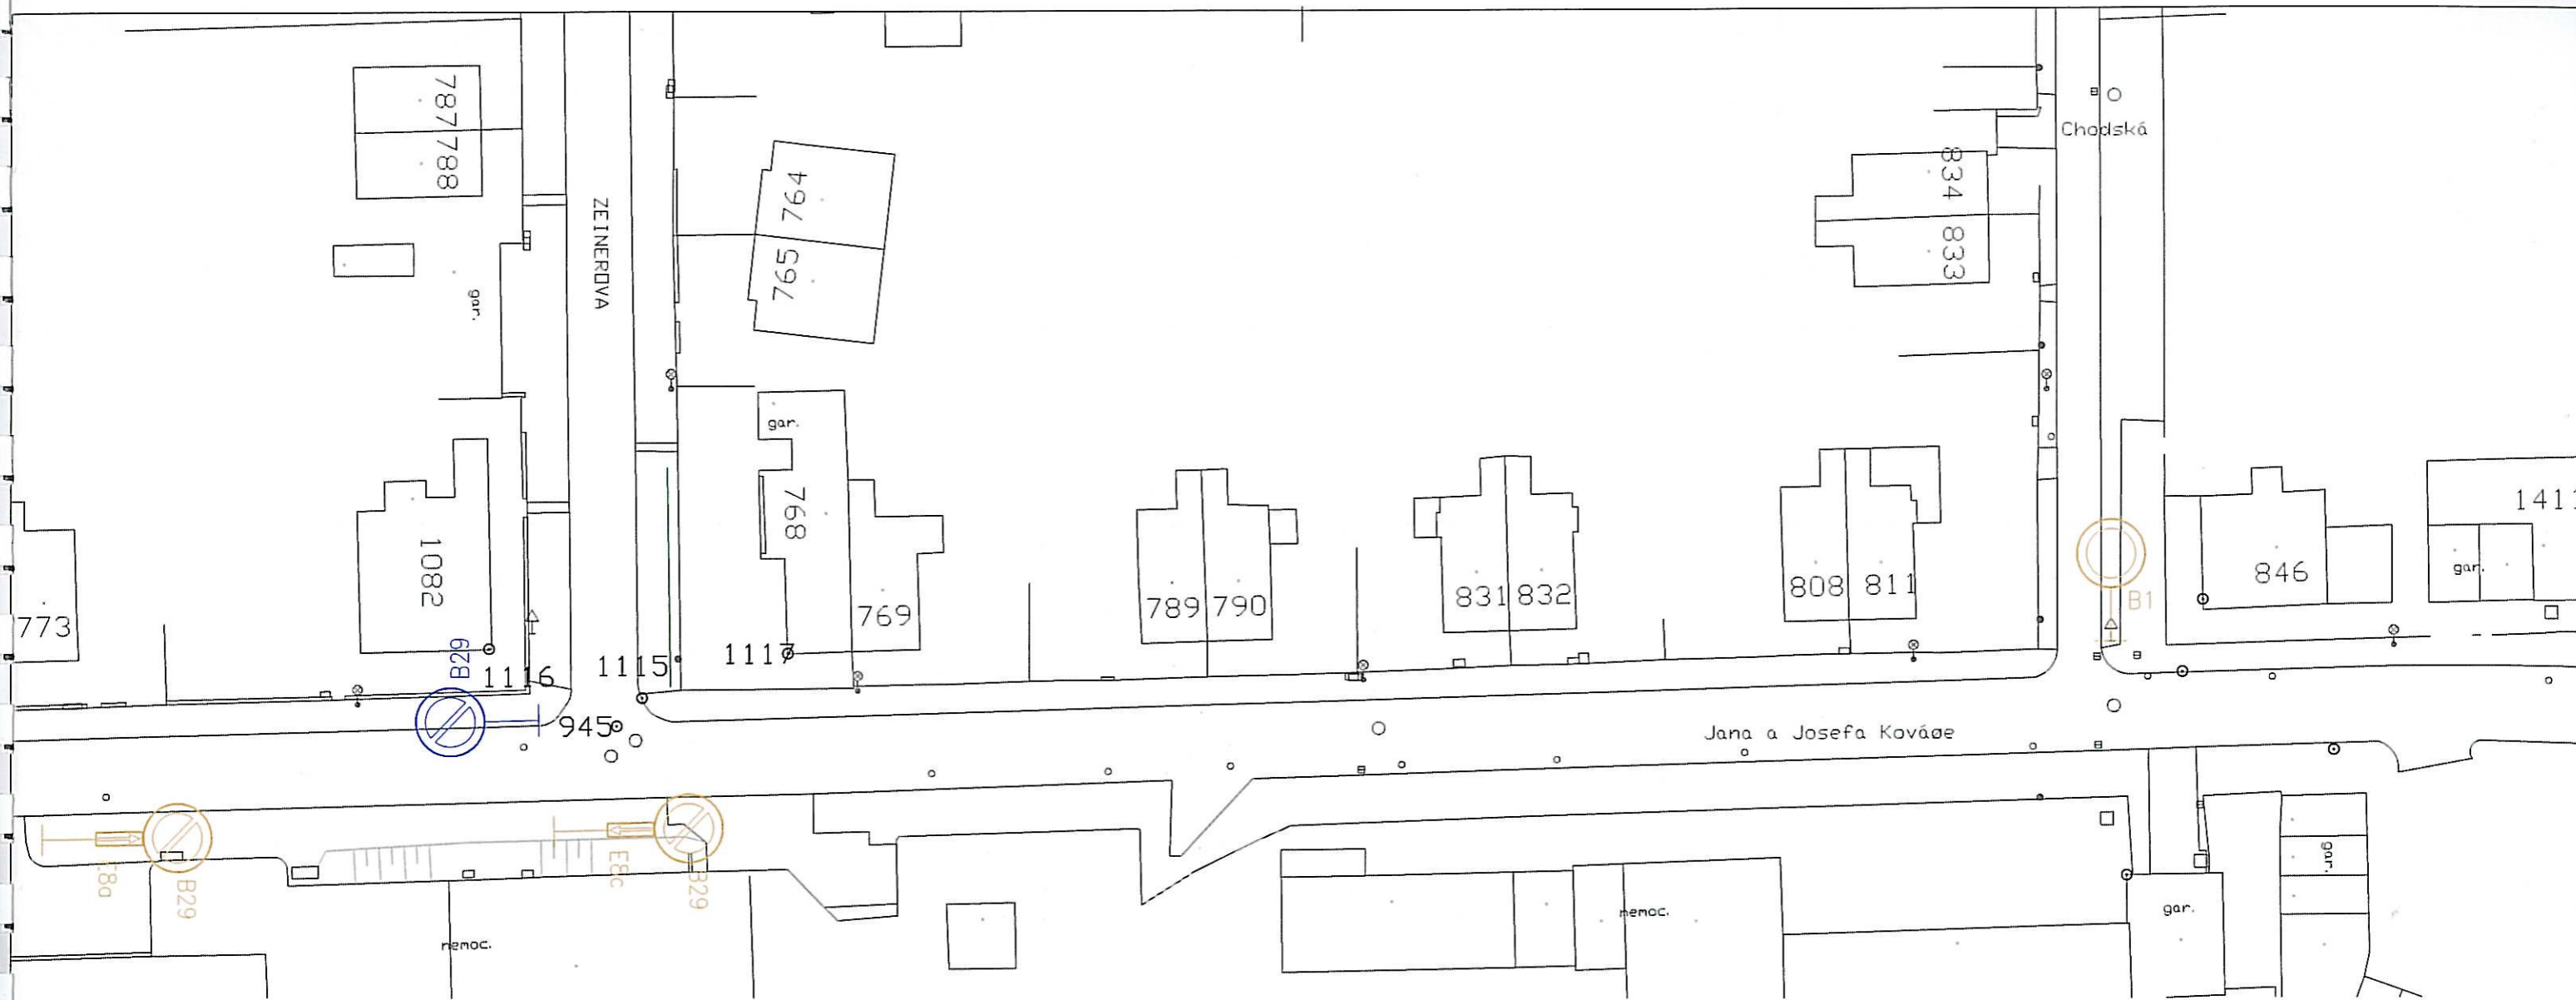 787
788
ZEINEROVA
764
765
gar.
Chodská
834
833
gar.
768
769
1082
773
B29
1116
1115
1117
945
789
790
831
832
808
811
B1
846
gar.
Jana a Josefa Kováøe
E8a
B29
E8c
B29
nemoc.
nemoc.
gar.
gar.